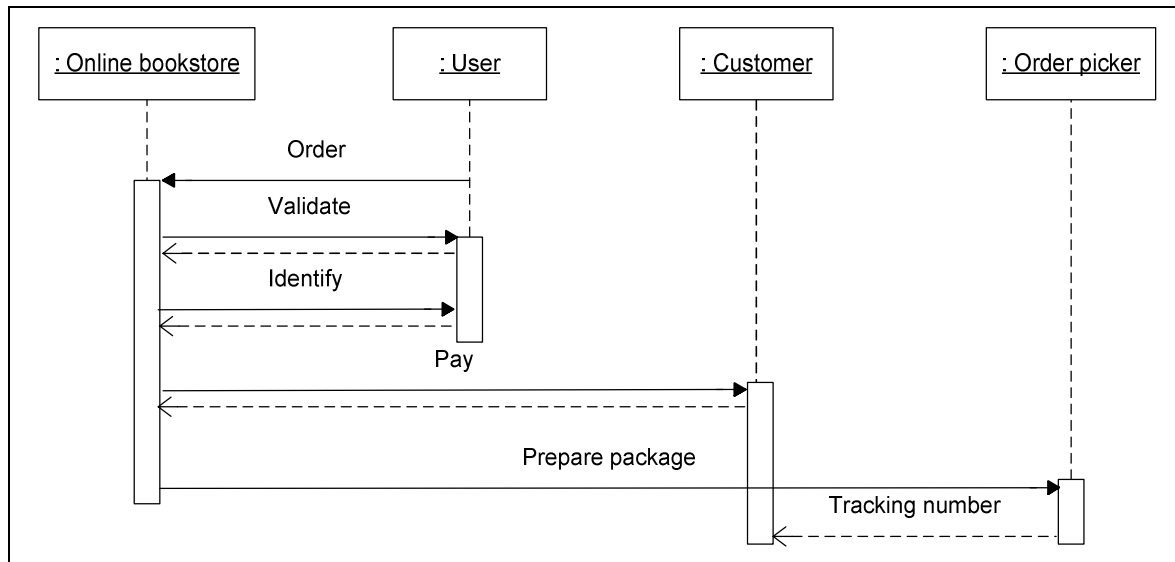 : Online bookstore
: User
: Customer
: Order picker
Order
Validate
Identify
Pay
Prepare package
Tracking number